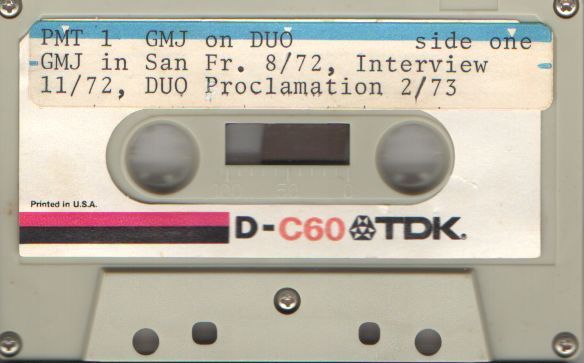 PMT 1 GMJ on DUO side one
GMJ in San Fr. 8/72, Interview
11/72, DUO Proclamation 2/73
100 50 0
Printed in U.S.A.
D-C60 TDK.